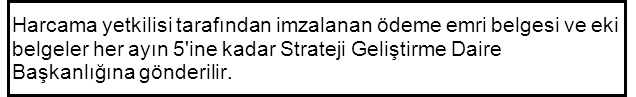 Harcama yetkilisi tarafından imzalanan ödeme emri belgesi ve eki
belgeler her ayın 5'ine kadar Strateji Geliştirme Daire
Başkanlığına gönderilir.